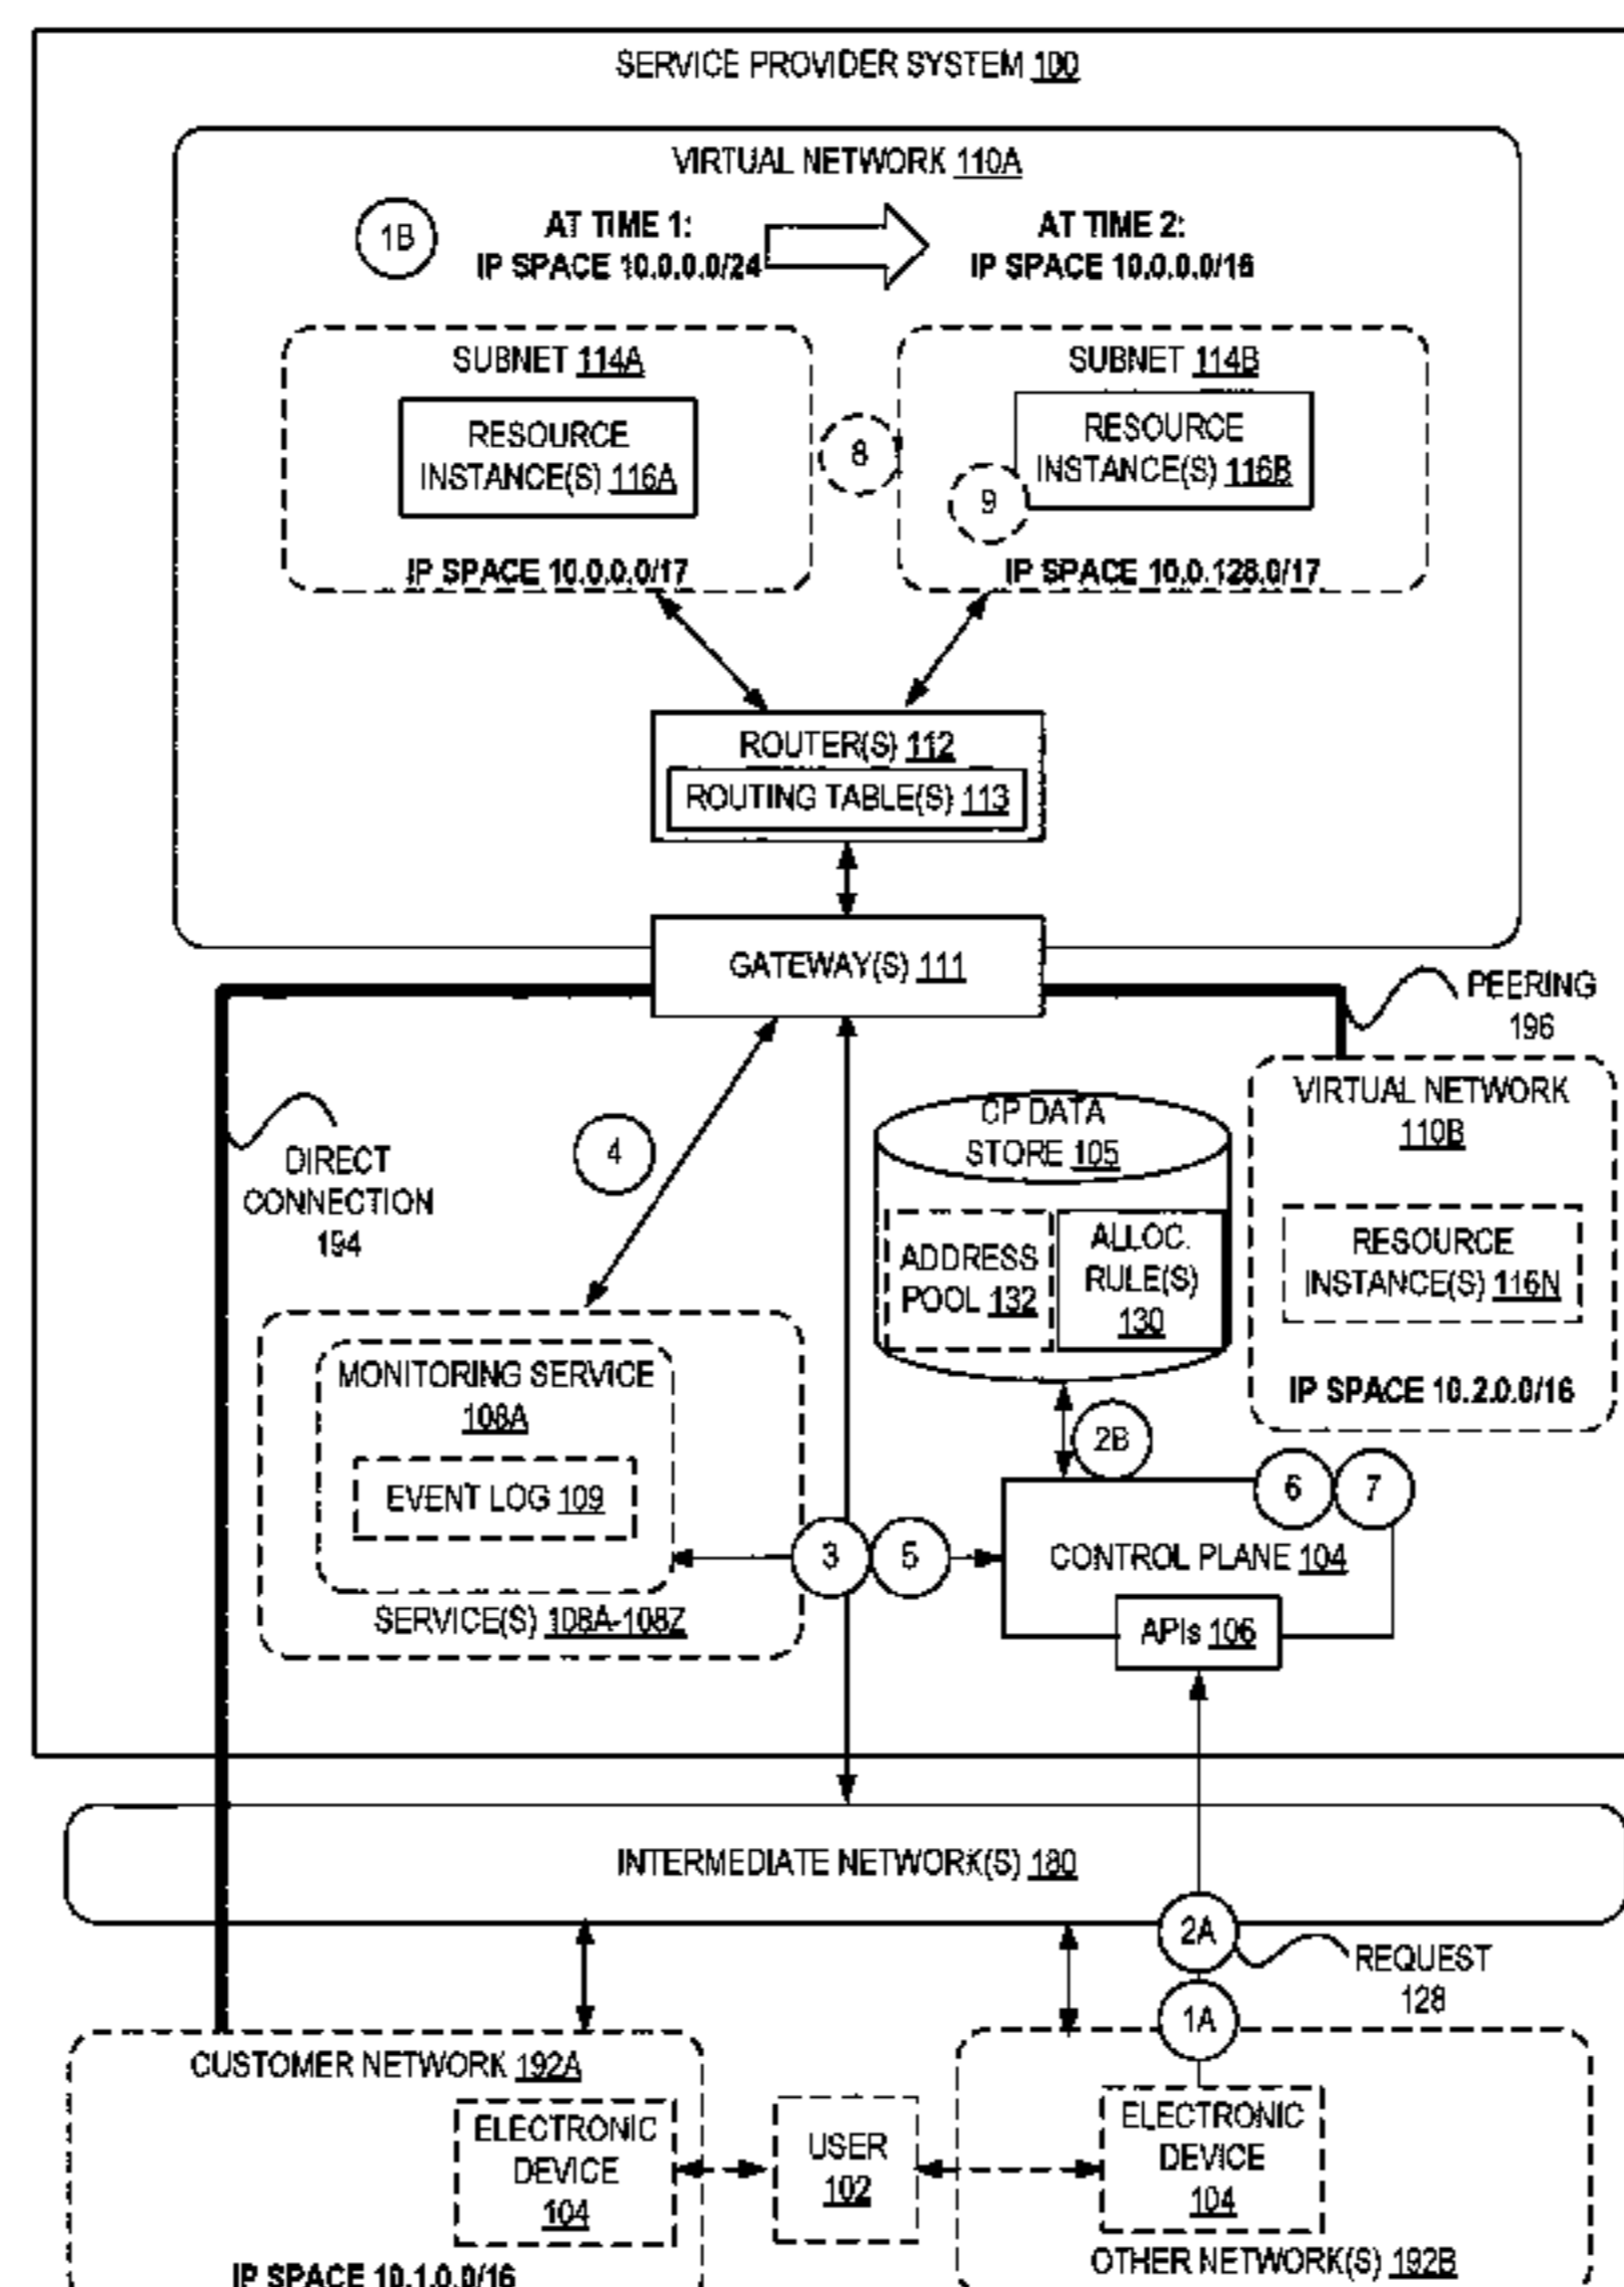 SERVICE PROVIDER SYSTEM 100
VIRTUAL NETWORK 110A
1B
AT TIME 1:
IP SPACE 10.0.0.0/24
AT TIME 2:
IP SPACE 10.0.0.0/16
SUBNET 114A
RESOURCE
INSTANCE(S) 116A
IP SPACE 10.0.0.0/17
8
SUBNET 114B
RESOURCE
INSTANCE(S) 116B
9
IP SPACE 10.0.128.0/17
ROUTER(S) 112
ROUTING TABLE(S) 113
GATEWAY(S) 111
PEERING
196
DIRECT
CONNECTION
194
4
CP DATA
STORE 105
ADDRESS
POOL 132
ALLOC.
RULE(S)
130
VIRTUAL NETWORK
110B
RESOURCE
INSTANCE(S) 116N
IP SPACE 10.2.0.0/16
MONITORING SERVICE
108A
EVENT LOG 109
SERVICE(S) 108A-108Z
2B
6
7
3
5
CONTROL PLANE 104
APIs 106
INTERMEDIATE NETWORK(S) 180
2A
REQUEST
128
1A
CUSTOMER NETWORK 192A
ELECTRONIC
DEVICE
104
IP SPACE 10.1.0.0/16
USER
102
ELECTRONIC
DEVICE
104
OTHER NETWORK(S) 192B